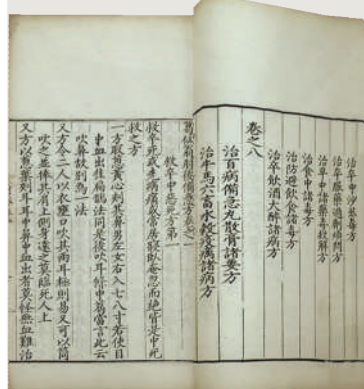 治卒中沙虱毒方
治卒服藥過劑煩悶方
治卒中諸藥毒救解方
治食中諸毒方
治防避飲食諸毒方
治卒飲酒大醉諸病方
卷之八
治百病備急丸散膏諸要方
治牛馬六畜水穀疫癘諸病方
葛仙翁肘後備急方卷之一
救卒中惡死方第一
救卒死或先病痛或常居寢臥奄忽而絕皆是中死
救之方
一方取葱黃心刺其鼻男左女右入七八寸若使目
中血出佳扁鵲法同是後吹耳條中葛當言此云
吹鼻故別爲一法
又方令二人以衣壅口吹其兩耳極則易又可以筒
吹之並捧其肩上側身遠之莫臨死人上
又方以葱葉刺耳耳中鼻中血出者莫怪無血難治